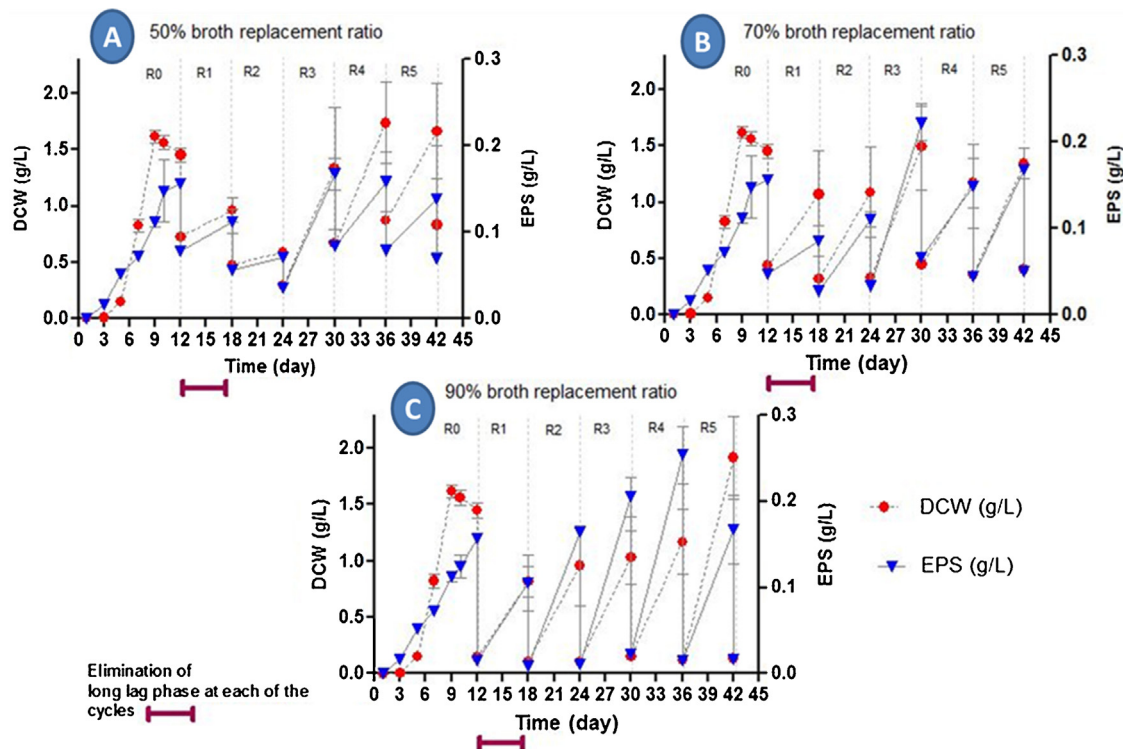 A
50% broth replacement ratio
R0 R1 R2 R3 R4 R5
2.0
1.5
1.0
0.5
0.0
DCW (g/L)
0.3
0.2
0.1
0.0
EPS (g/L)
0 3 6 9 12 15 18 21 24 27 30 33 36 39 42 45
Time (day)
B
70% broth replacement ratio
R0 R1 R2 R3 R4 R5
2.0
1.5
1.0
0.5
0.0
DCW (g/L)
0.3
0.2
0.1
0.0
EPS (g/L)
0 3 6 9 12 15 18 21 24 27 30 33 36 39 42 45
Time (day)
C
90% broth replacement ratio
R0 R1 R2 R3 R4 R5
2.0
1.5
1.0
0.5
0.0
DCW (g/L)
0.3
0.2
0.1
0.0
EPS (g/L)
0 3 6 9 12 15 18 21 24 27 30 33 36 39 42 45
Time (day)
DCW (g/L)
EPS (g/L)
Elimination of
long lag phase at each of the
cycles